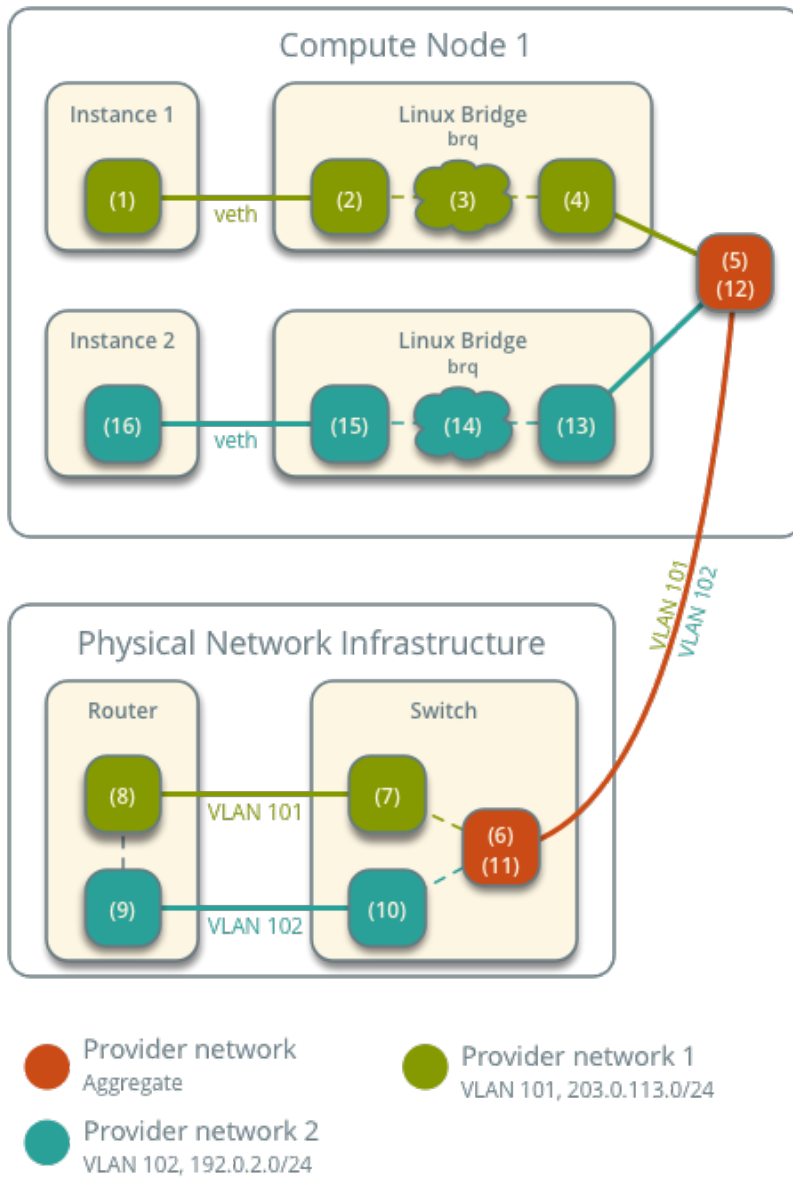 Compute Node 1
Instance 1
Linux Bridge
brq
(1)
veth
(2)
(3)
(4)
(5)
(12)
Instance 2
Linux Bridge
brq
(16)
veth
(15)
(14)
(13)
VLAN 101
VLAN 102
Physical Network Infrastructure
Router
Switch
(8)
VLAN 101
(7)
(6)
(11)
(9)
VLAN 102
(10)
Provider network
Aggregate
Provider network 1
VLAN 101, 203.0.113.0/24
Provider network 2
VLAN 102, 192.0.2.0/24